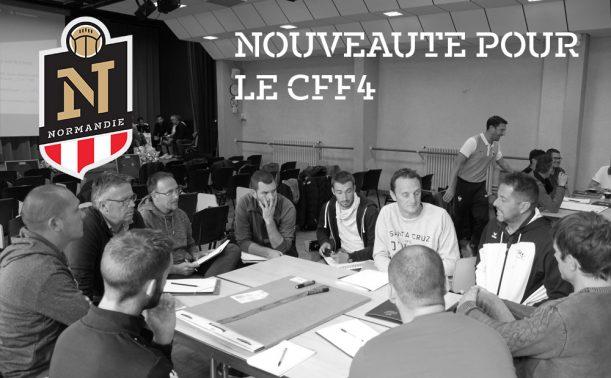 NOUVEAUTE POUR
LE CFF4
N
NORMANDIE
SANTA CRUZ